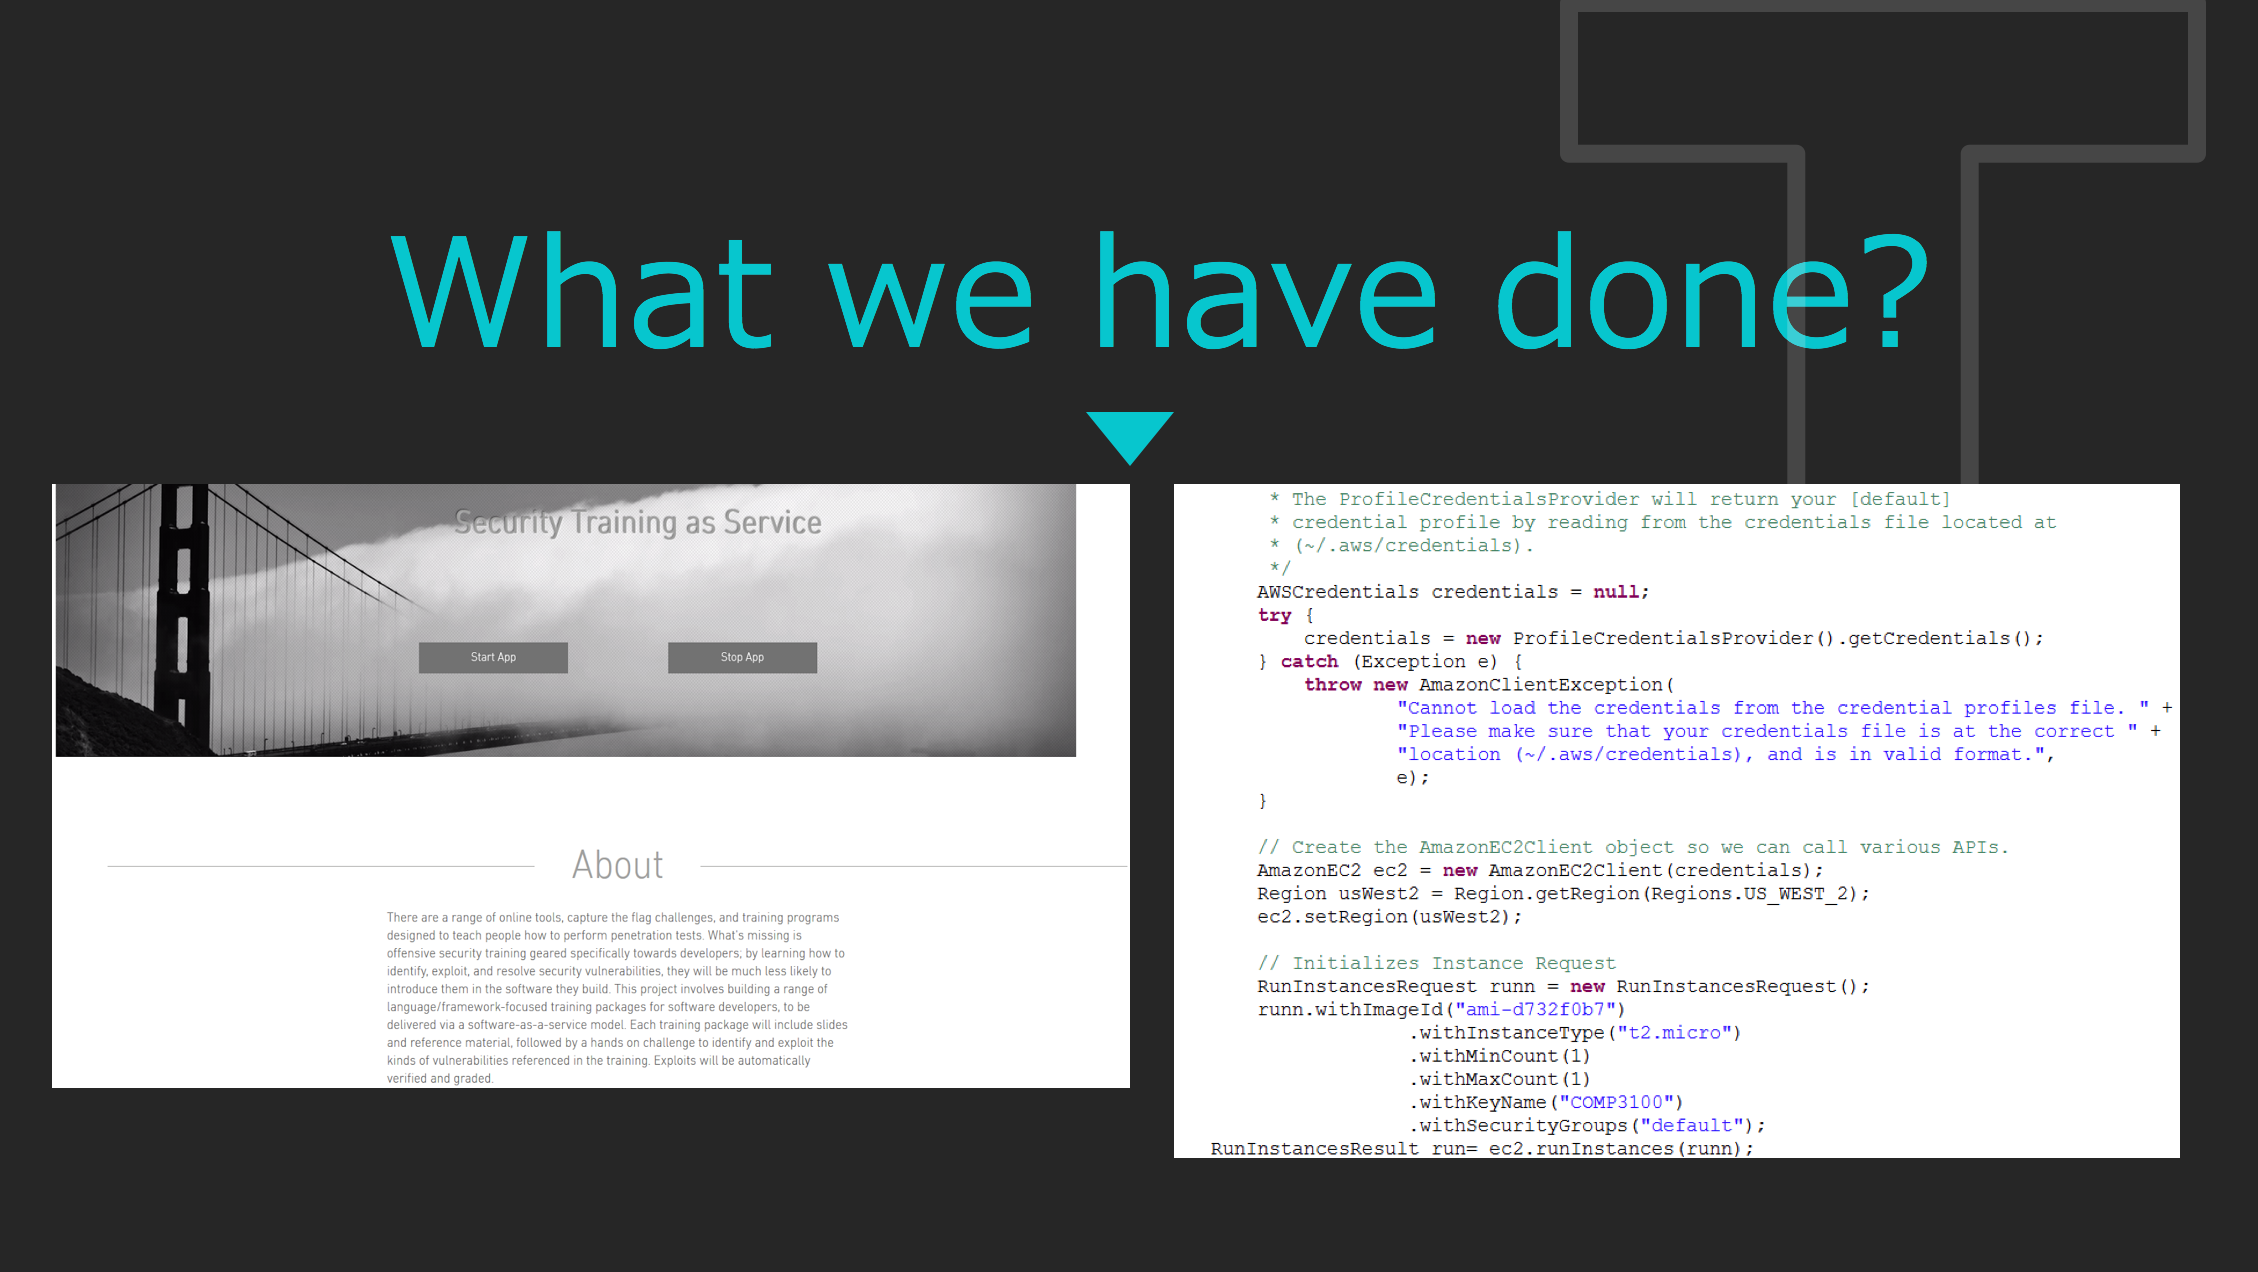 What we have done?
Security Training as Service
Start App
Stop App
About
There are a range of online tools, capture the flag challenges, and training programs
designed to teach people how to perform penetration tests. What's missing is
offensive security training geared specifically towards developers; by learning how to
identify, exploit, and resolve security vulnerabilities, they will be much less likely to
introduce them in the software they build. This project involves building a range of
language/framework-focused training packages for software developers, to be
delivered via a software-as-a-service model. Each training package will include slides
and reference material, followed by a hands on challenge to identify and exploit the
kinds of vulnerabilities referenced in the training. Exploits will be automatically
verified and graded.
* The ProfileCredentialsProvider will return your [default]
* credential profile by reading from the credentials file located at
* (~/.aws/credentials).
*/
AWSCredentials credentials = null;
try {
credentials = new ProfileCredentialsProvider().getCredentials();
} catch (Exception e) {
throw new AmazonClientException(
"Cannot load the credentials from the credential profiles file. " +
"Please make sure that your credentials file is at the correct " +
"location (~/.aws/credentials), and is in valid format.",
e);
}
// Create the AmazonEC2Client object so we can call various APIs.
AmazonEC2 ec2 = new AmazonEC2Client(credentials);
Region usWest2 = Region.getRegion(Regions.US_WEST_2);
ec2.setRegion(usWest2);
// Initializes Instance Request
RunInstancesRequest runn = new RunInstancesRequest();
runn.withImageId("ami-d732f0b7")
.withInstanceType("t2.micro")
.withMinCount(1)
.withMaxCount(1)
.withKeyName("COMP3100")
.withSecurityGroups("default");
RunInstancesResult run= ec2.runInstances(runn);